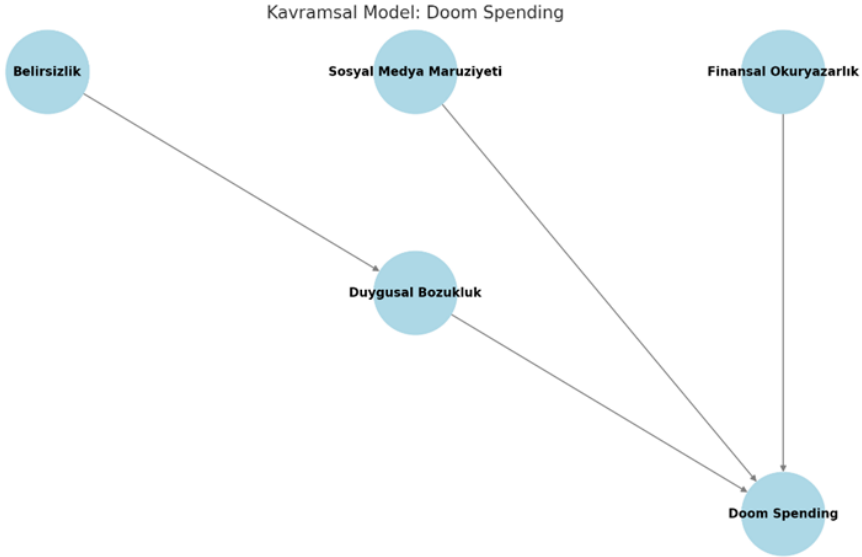 Kavramsal Model: Doom Spending
Belirsizlik
Sosyal Medya Maruziyeti
Finansal Okuryazarlık
Duygusal Bozukluk
Doom Spending